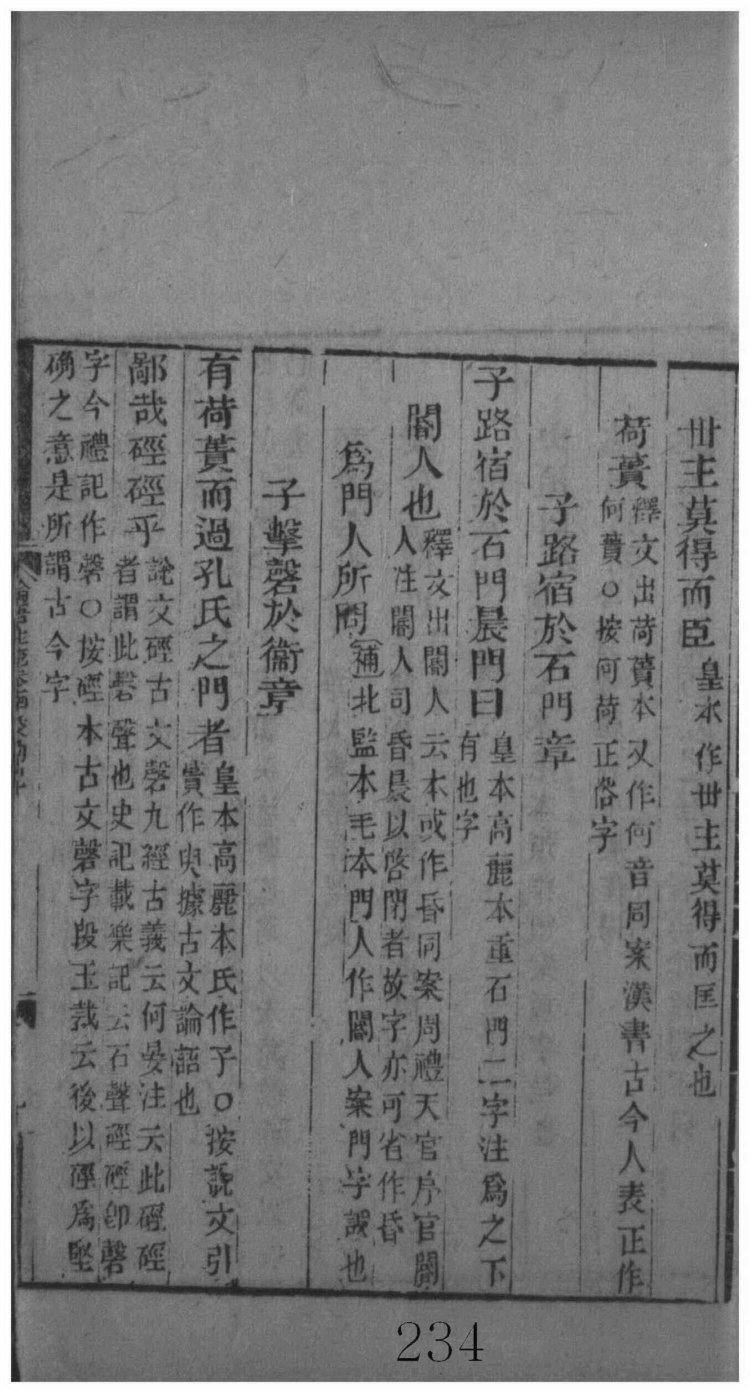 世主莫得而臣皇本作世主莫得而匡之也
荷蕢釋文出荷蕢本又作何音同案漢書古今人表正作
何蕢○按何荷正俗字
子路宿於石門章
子路宿於石門晨門曰皇本高麗本重石門二字注爲之下
有也字
閽人也釋文出閽人云本或作昏同案周禮天官序官閽
人注閽人司昏晨以啓閉者故字亦可省作昏
爲門人所問〔補〕北監本毛本門人作閽人案門字誤也
子擊磬於衞章
有荷蕢而過孔氏之門者皇本高麗本氏作子○按說文引
蕢作臾據古文論語也
鄙哉硜硜乎說文硜古文磬九經古義云何晏注云此硜硜
者謂此磬聲也史記載樂記云石聲硜硜卽磬
字今禮記作磬○按硜本古文磬字段玉裁云後以硜爲堅
确之意是所謂古今字
234